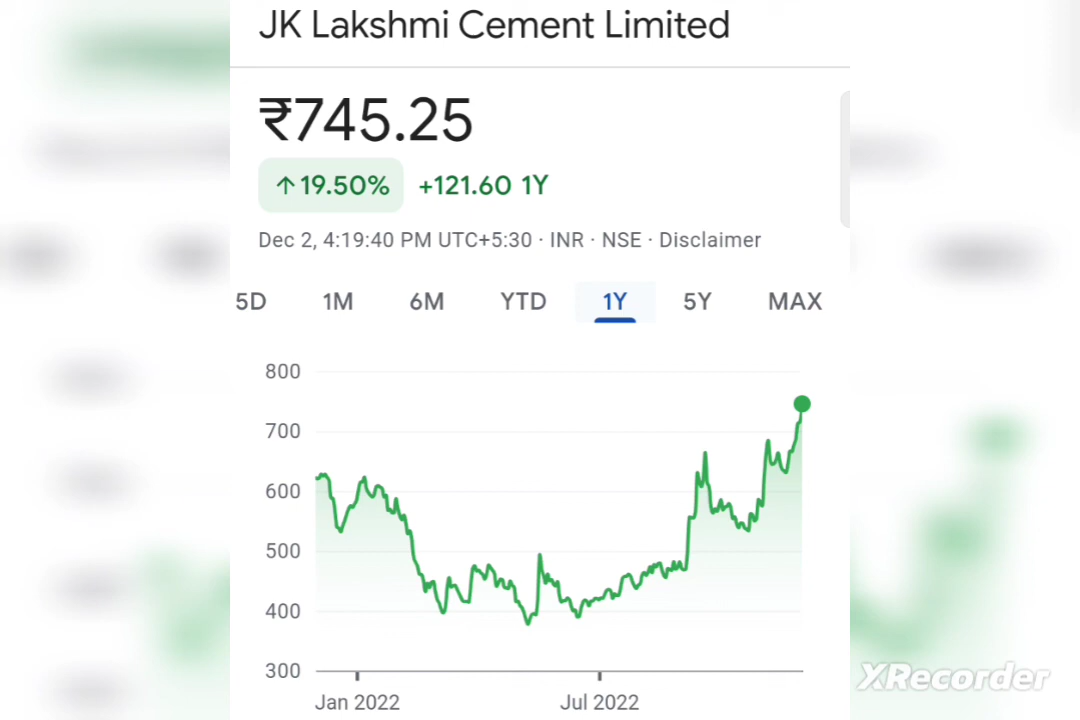 JK Lakshmi Cement Limited
₹745.25
↑19.50% +121.60 1Y
Dec 2, 4:19:40 PM UTC+5:30 · INR · NSE · Disclaimer
5D 1M 6M YTD 1Y 5Y MAX
800
700
600
500
400
300
Jan 2022 Jul 2022
XRecorder